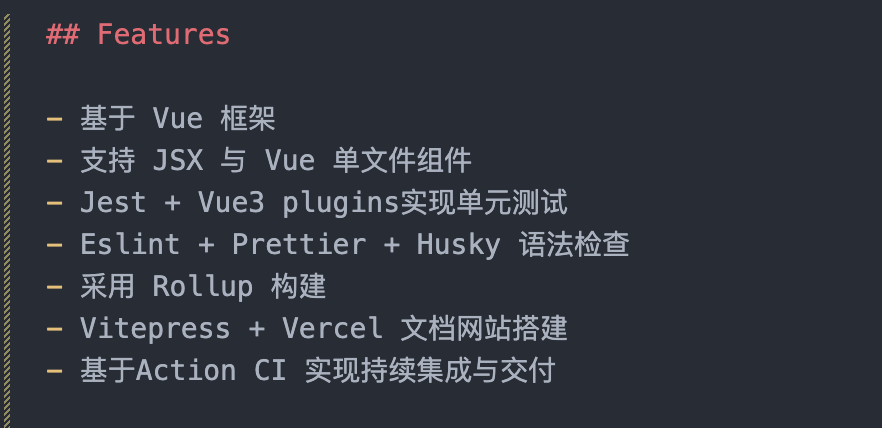 ## Features
- 基于 Vue 框架
- 支持 JSX 与 Vue 单文件组件
- Jest + Vue3 plugins实现单元测试
- Eslint + Prettier + Husky 语法检查
- 采用 Rollup 构建
- Vitepress + Vercel 文档网站搭建
- 基于Action CI 实现持续集成与交付